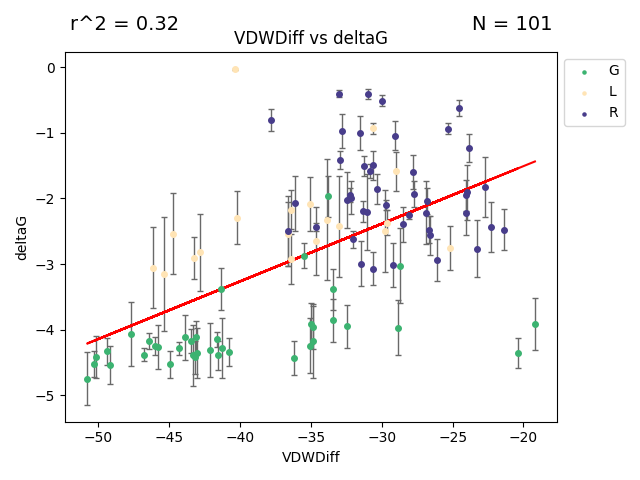 r^2 = 0.32
N = 101
VDWDiff vs deltaG
G
L
R
0
−1
−2
−3
−4
−5
deltaG
−50
−45
−40
−35
−30
−25
−20
VDWDiff